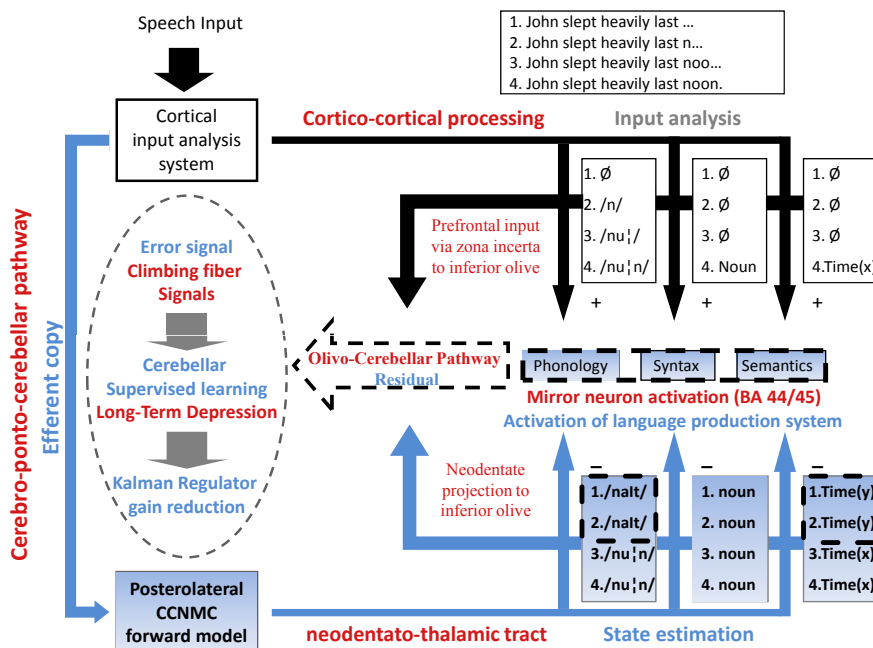 Speech Input
1. John slept heavily last ...
2. John slept heavily last n...
3. John slept heavily last noo...
4. John slept heavily last noon.
Cortical
input analysis
system
Cortico-cortical processing
Input analysis
1. Ø
2. /n/
3. /nu¦/
4. /nu¦n/
+
1. Ø
2. Ø
3. Ø
4. Noun
+
1. Ø
2. Ø
3. Ø
4.Time(x)
+
Prefrontal input
via zona incerta
to inferior olive
Cerebro-ponto-cerebellar pathway
Efferent copy
Error signal
Climbing fiber
Signals
Cerebellar
Supervised learning
Long-Term Depression
Kalman Regulator
gain reduction
Olivo-Cerebellar Pathway
Residual
Phonology
Syntax
Semantics
Mirror neuron activation (BA 44/45)
Activation of language production system
Neodentate
projection to
inferior olive
–
1./naIt/
2./naIt/
3./nu¦n/
4./nu¦n/
–
1. noun
2. noun
3. noun
4. noun
–
1.Time(y)
2.Time(y)
3.Time(x)
4.Time(x)
Posterolateral
CCNMC
forward model
neodentato-thalamic tract
State estimation